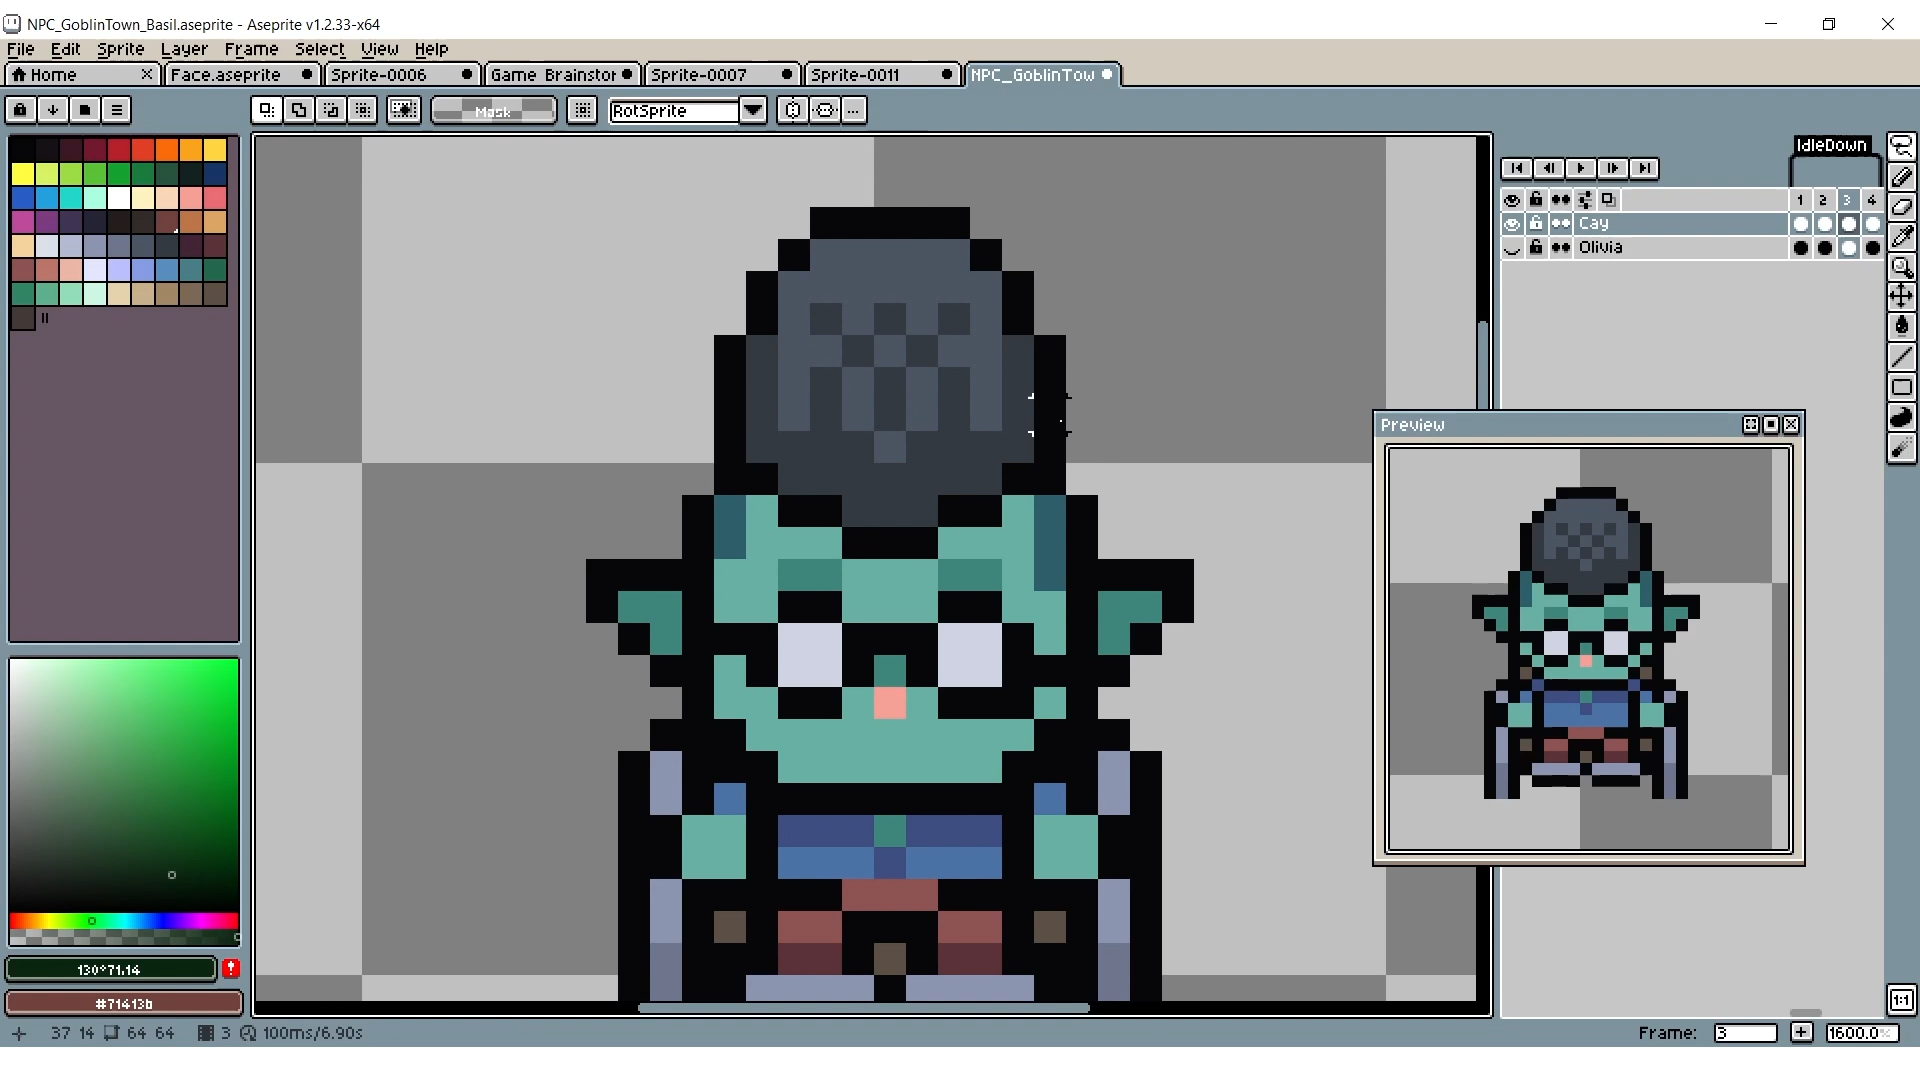 NPC_GoblinTown_Basil.aseprite - Aseprite v1.2.33-x64
File Edit Sprite Layer Frame Select View Help
Home Face.aseprite Sprite-0006 Game Brainstor Sprite-0007 Sprite-0011 NPC_GoblinTow
Mask RotSprite
IdleDown
1 2 3 4
Cay
Olivia
Preview
130°71.14 !
#71413b
1:1
37 14 64 64 3 100ms/6.90s Frame: 3 + 1600.0%